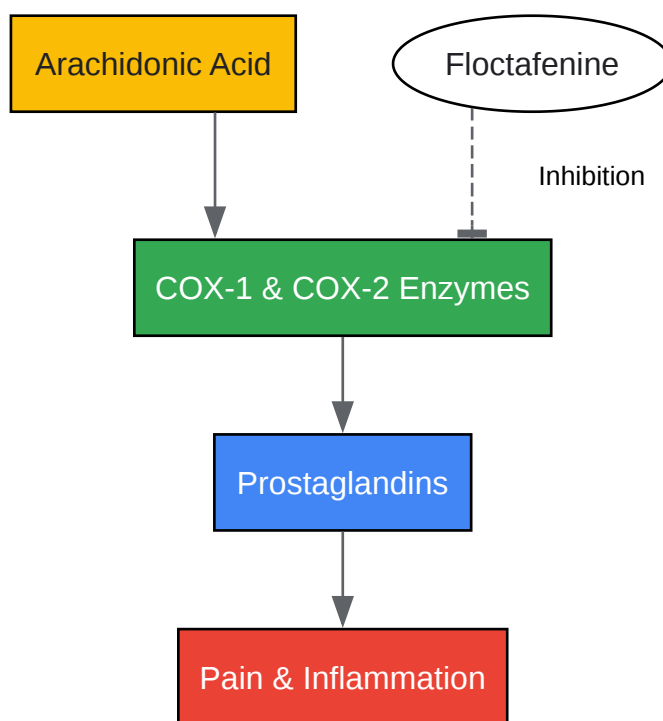 Arachidonic Acid
Floctafenine
Inhibition
COX-1 & COX-2 Enzymes
Prostaglandins
Pain & Inflammation